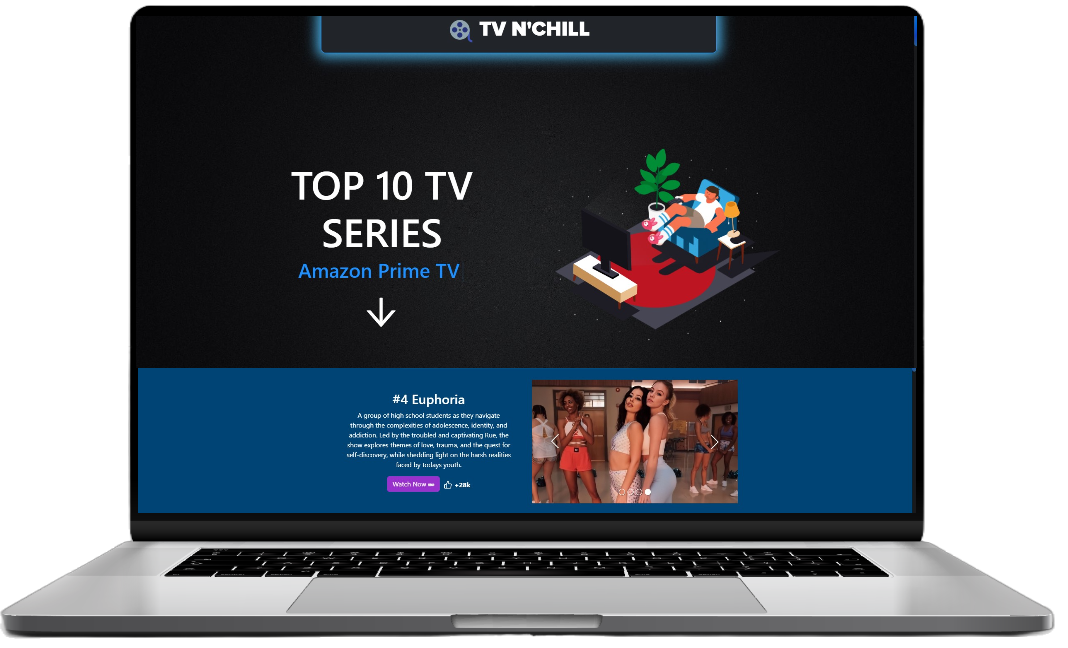 TV N'CHILL
TOP 10 TV
SERIES
Amazon Prime TV
#4 Euphoria
A group of high school students as they navigate
through the complexities of adolescence, identity, and
addiction. Led by the troubled and captivating Rue, the
show explores themes of love, trauma, and the quest for
self-discovery, while shedding light on the harsh realities
faced by todays youth.
Watch Now
+28k